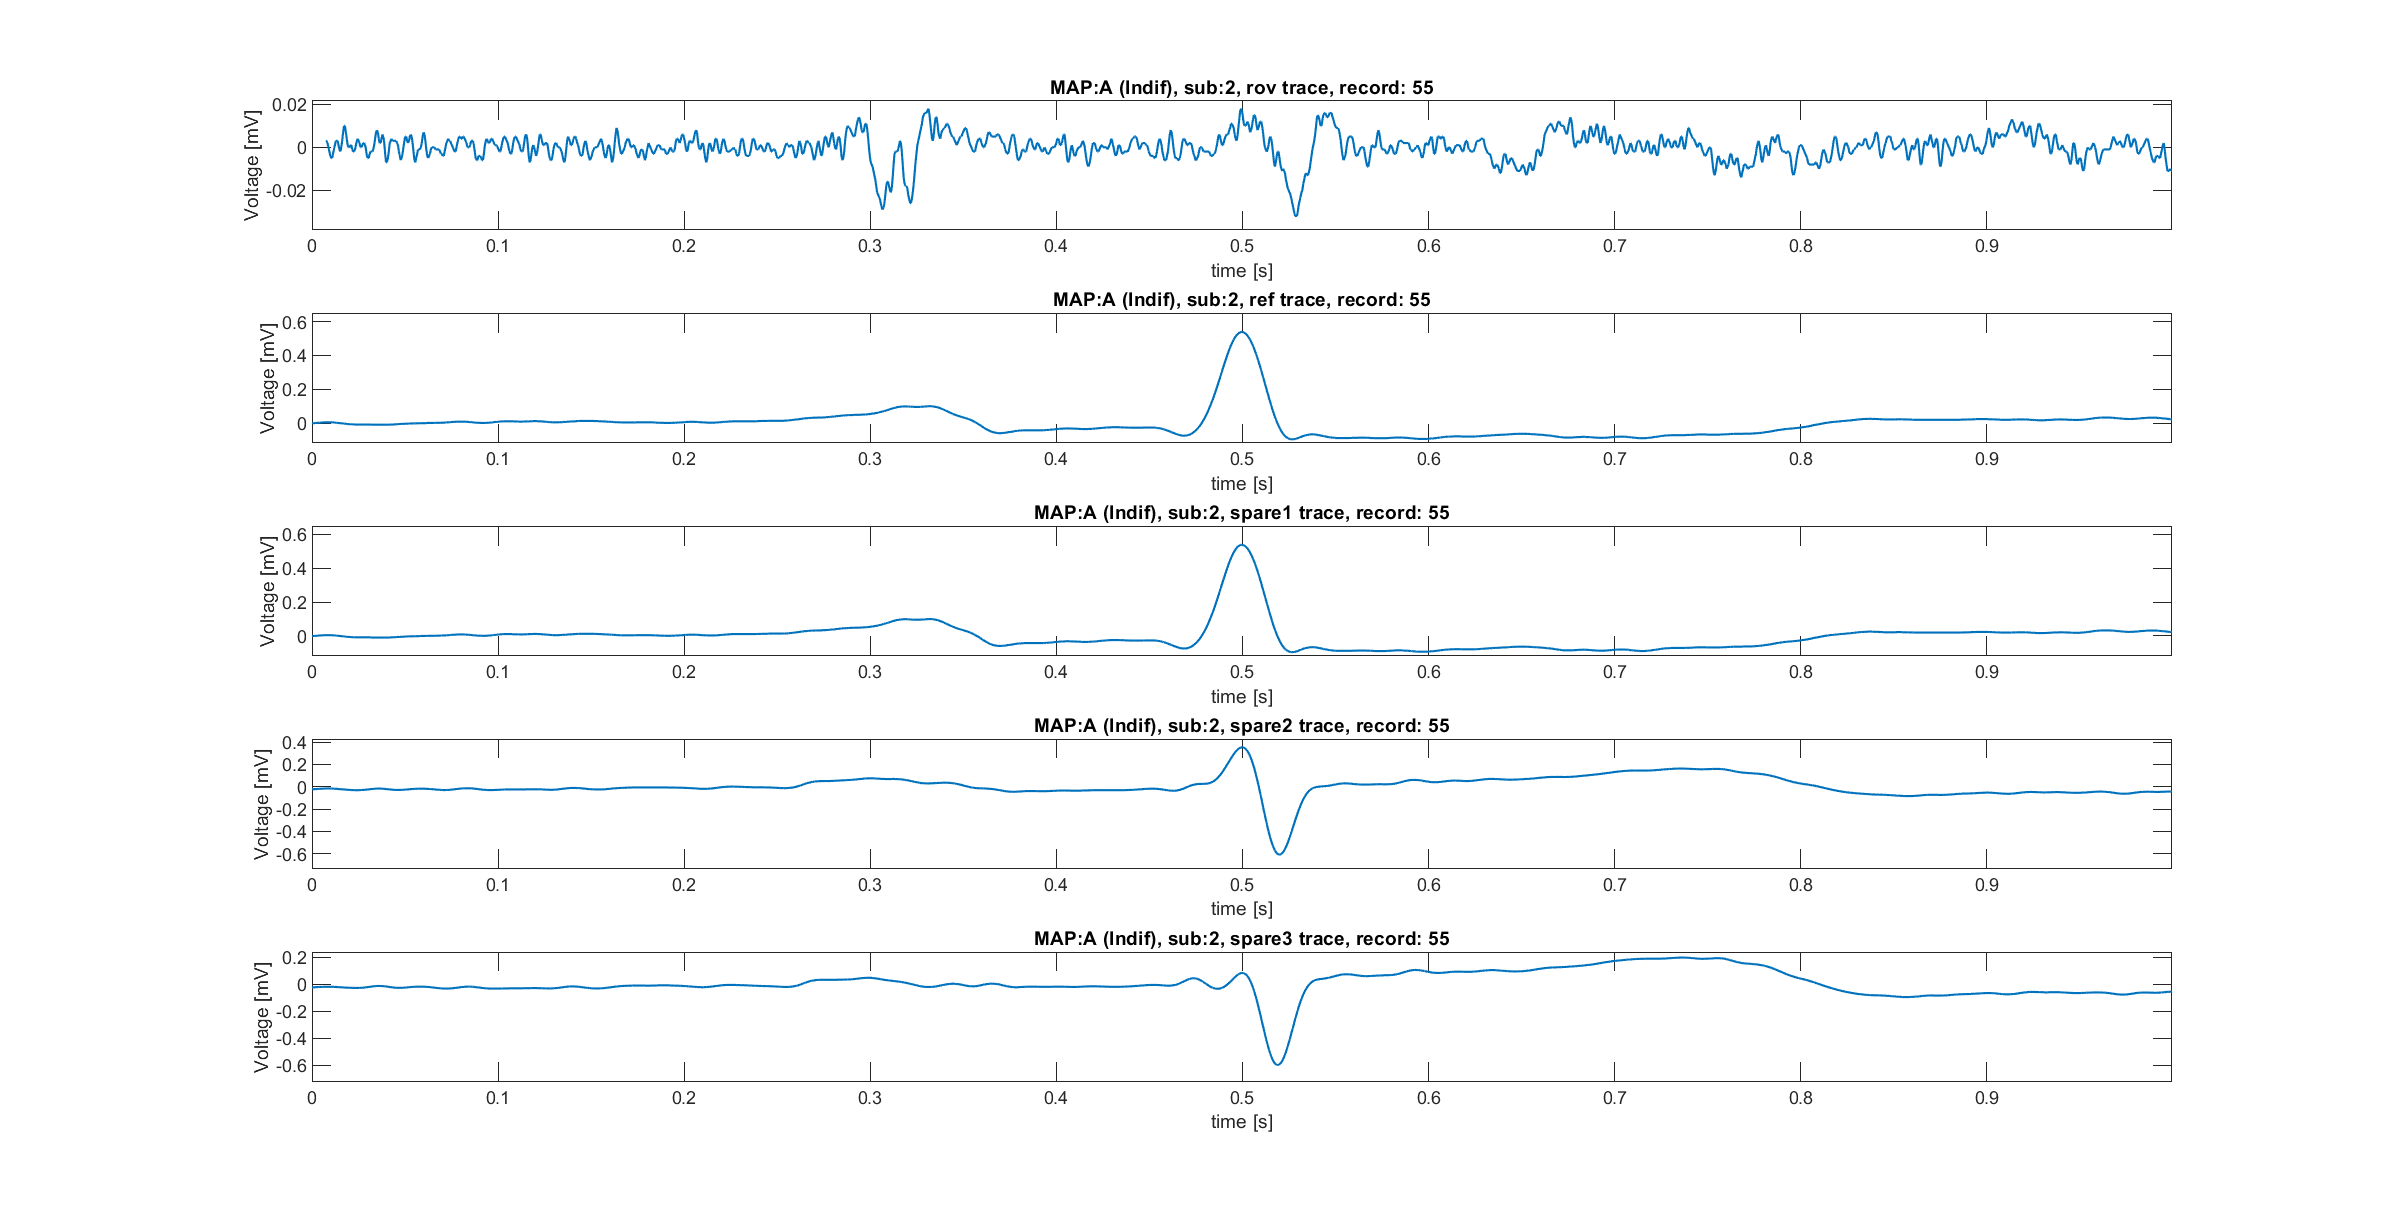 MAP:A (Indif), sub:2, rov trace, record: 55
Voltage [mV]
0.02
0
-0.02
0 0.1 0.2 0.3 0.4 0.5 0.6 0.7 0.8 0.9
time [s]
MAP:A (Indif), sub:2, ref trace, record: 55
Voltage [mV]
0.6
0.4
0.2
0
0 0.1 0.2 0.3 0.4 0.5 0.6 0.7 0.8 0.9
time [s]
MAP:A (Indif), sub:2, spare1 trace, record: 55
Voltage [mV]
0.6
0.4
0.2
0
0 0.1 0.2 0.3 0.4 0.5 0.6 0.7 0.8 0.9
time [s]
MAP:A (Indif), sub:2, spare2 trace, record: 55
Voltage [mV]
0.4
0.2
0
-0.2
-0.4
-0.6
0 0.1 0.2 0.3 0.4 0.5 0.6 0.7 0.8 0.9
time [s]
MAP:A (Indif), sub:2, spare3 trace, record: 55
Voltage [mV]
0.2
0
-0.2
-0.4
-0.6
0 0.1 0.2 0.3 0.4 0.5 0.6 0.7 0.8 0.9
time [s]